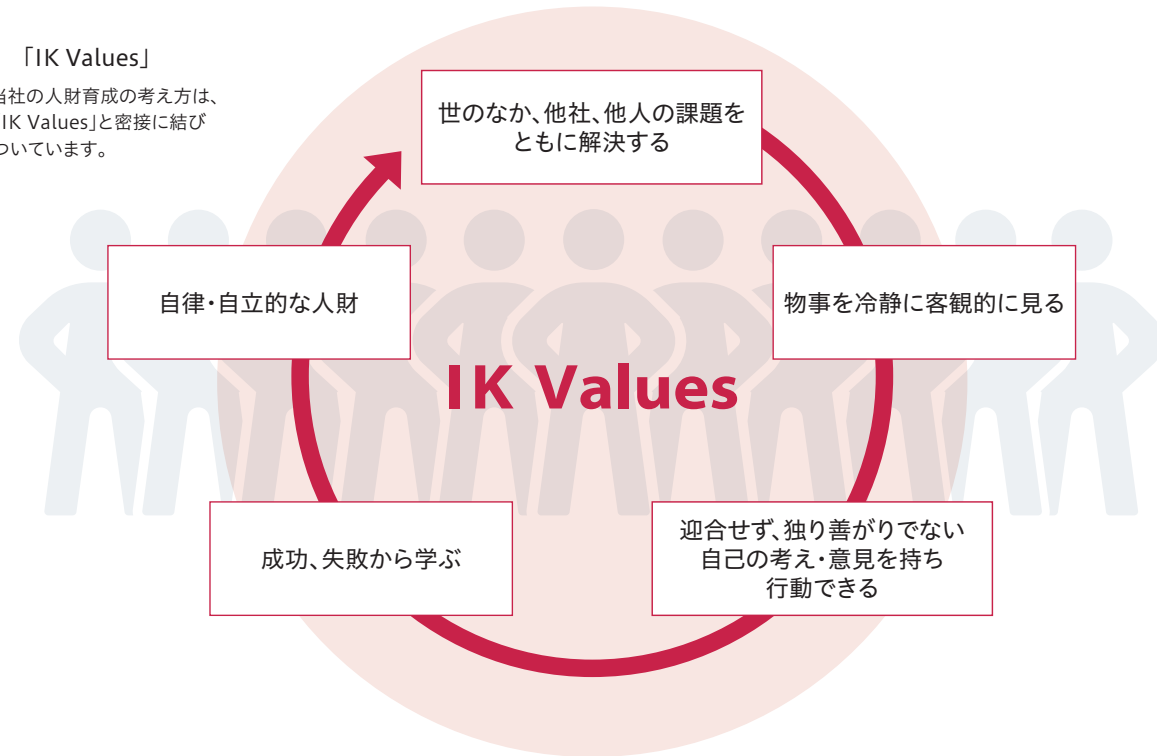 「IK Values」
当社の人財育成の考え方は、
IK Values」と密接に結び
ついています。
世のなか、他社、他人の課題を
ともに解決する
自律・自立的な人財
物事を冷静に客観的に見る
IK Values
成功、失敗から学ぶ
迎合せず、独り善がりでない
自己の考え・意見を持ち
行動できる